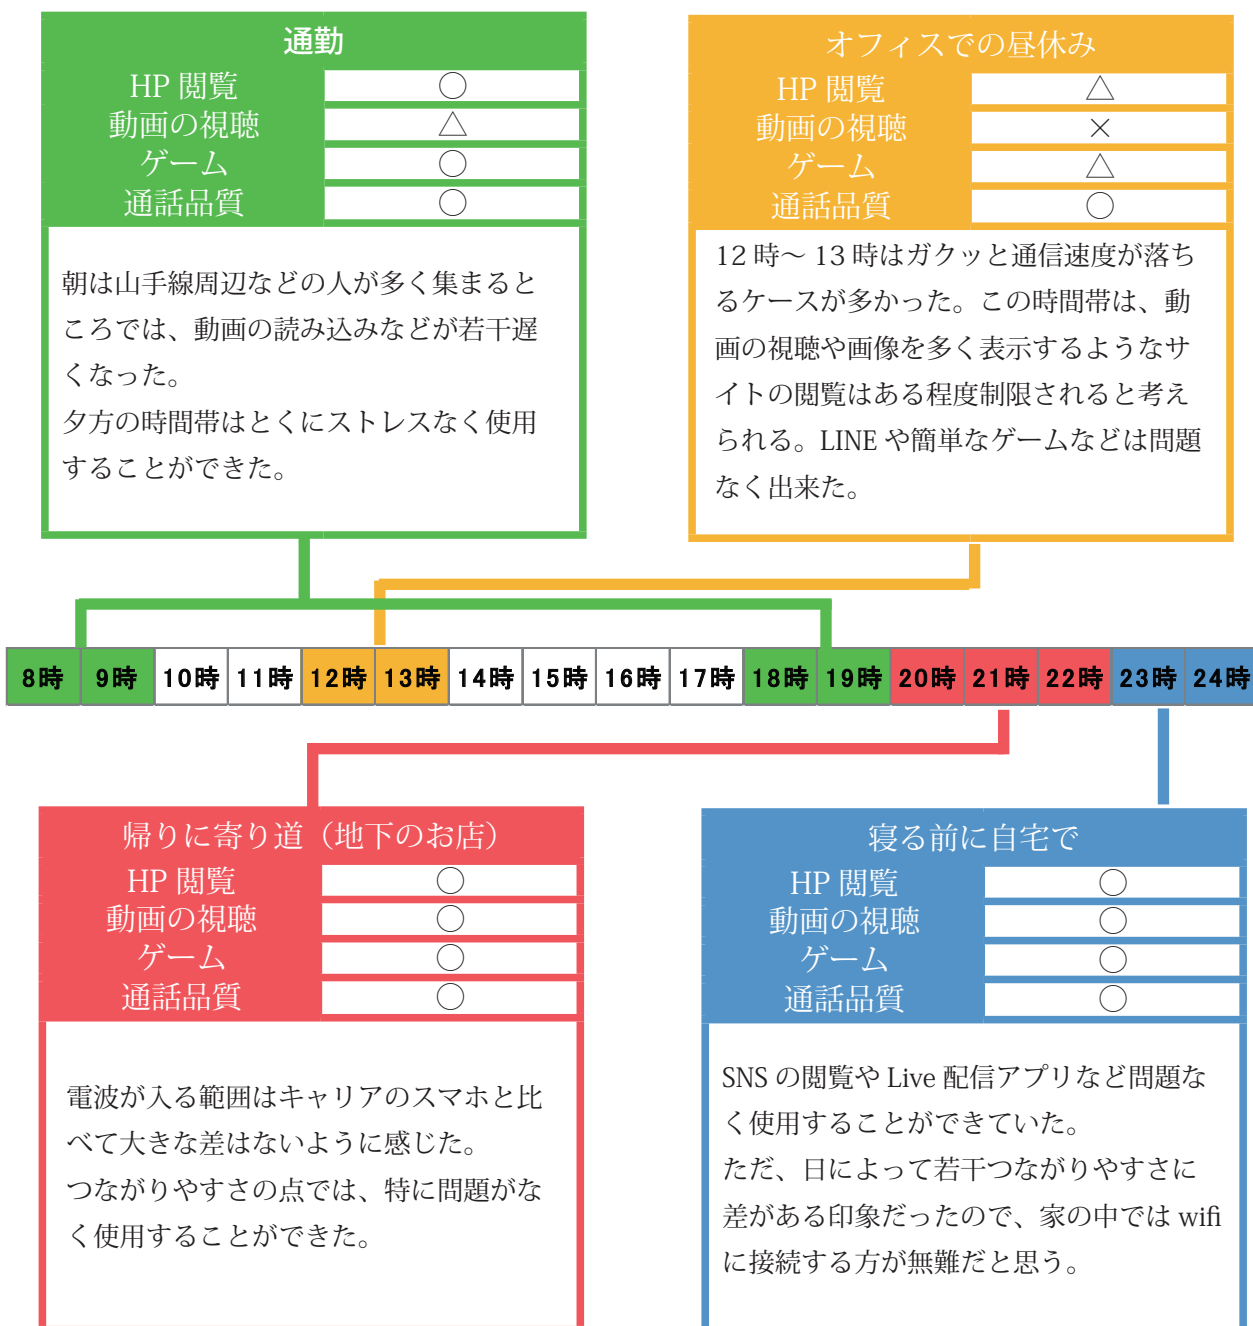 通勤
HP 閲覧 ○
動画の視聴 △
ゲーム ○
通話品質 ○
朝は山手線周辺などの人が多く集まると
ころでは、動画の読み込みなどが若干遅
くなった。
夕方の時間帯はとくにストレスなく使用
することができた。
オフィスでの昼休み
HP 閲覧 △
動画の視聴 ×
ゲーム △
通話品質 ○
12 時～ 13 時はガクッと通信速度が落ち
るケースが多かった。この時間帯は、動
画の視聴や画像を多く表示するようなサ
イトの閲覧はある程度制限されると考え
られる。LINE や簡単なゲームなどは問題
なく出来た。
8時 9時 10時 11時 12時 13時 14時 15時 16時 17時 18時 19時 20時 21時 22時 23時 24時
帰りに寄り道（地下のお店）
HP 閲覧 ○
動画の視聴 ○
ゲーム ○
通話品質 ○
電波が入る範囲はキャリアのスマホと比
べて大きな差はないように感じた。
つながりやすさの点では、特に問題がな
く使用することができた。
寝る前に自宅で
HP 閲覧 ○
動画の視聴 ○
ゲーム ○
通話品質 ○
SNS の閲覧や Live 配信アプリなど問題な
く使用することができていた。
ただ、日によって若干つながりやすさに
差がある印象だったので、家の中では wifi
に接続する方が無難だと思う。